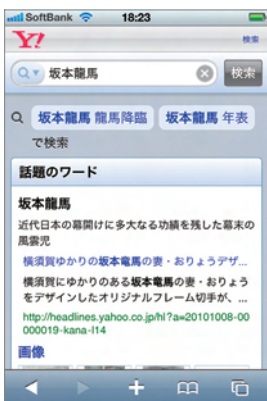 SoftBank 18:23
Y!
検索
坂本龍馬 検索
坂本龍馬 龍馬降臨 坂本龍馬 年表
で検索
話題のワード
坂本龍馬
近代日本の幕開けに多大なる功績を残した幕末の
風雲児
横須賀ゆかりの坂本竜馬の妻・おりょうデザ...
横須賀にゆかりのある坂本竜馬の妻・おりょう
をデザインしたオリジナルフレーム切手が、...
http://headlines.yahoo.co.jp/hl?a=20101008-00
000019-kana-l14
画像